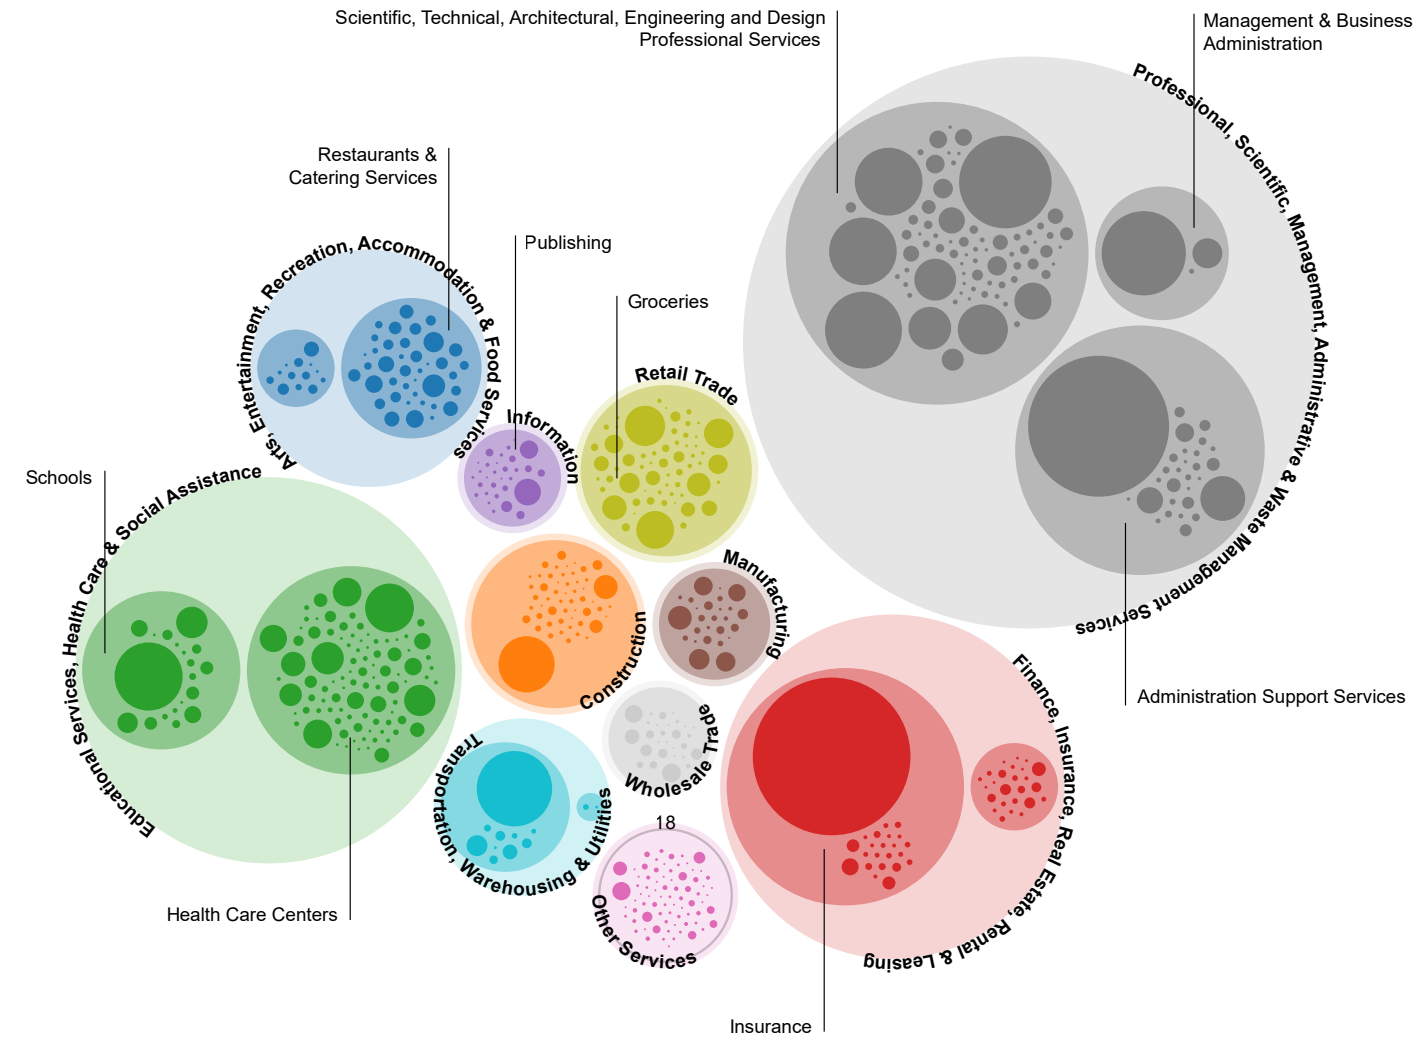 Scientific, Technical, Architectural, Engineering and Design
Professional Services
Management & Business
Administration
Professional, Scientific, Management, Administrative & Waste Management Services
Restaurants &
Catering Services
Arts, Entertainment, Recreation, Accommodation & Food Services
Publishing
Groceries
Retail Trade
Information
Schools
Educational Services, Health Care & Social Assistance
Manufacturing
Construction
Finance, Insurance, Real Estate, Rental & Leasing
Administration Support Services
Wholesale Trade
Transportation, Warehousing & Utilities
18
Other Services
Health Care Centers
Insurance